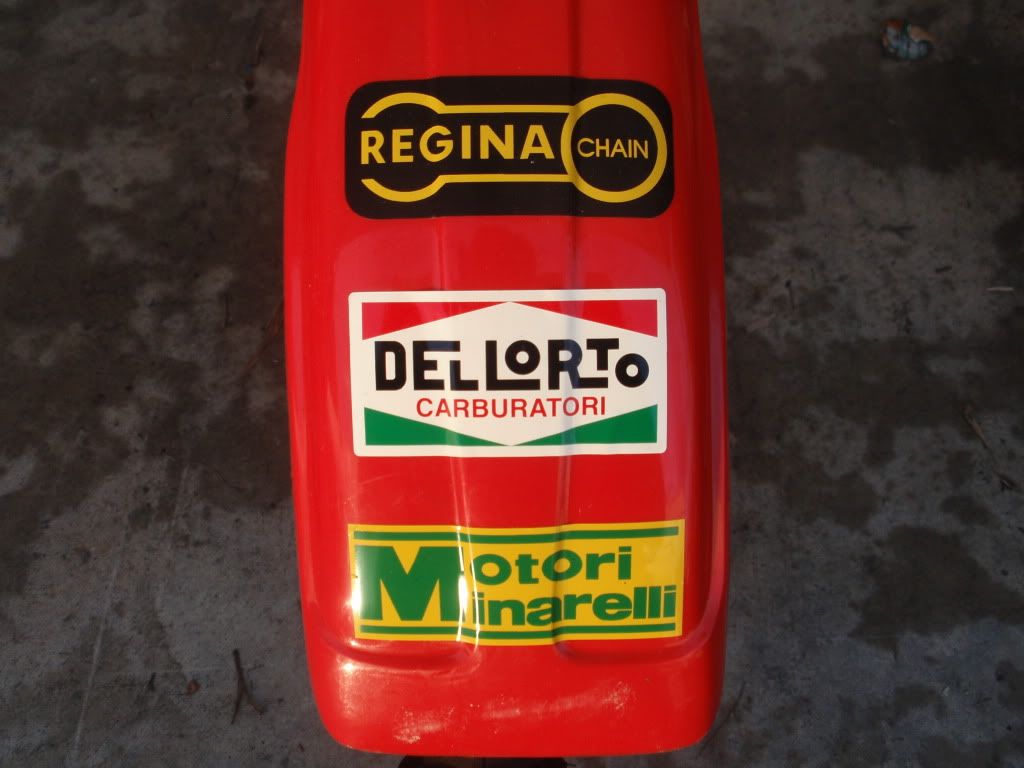 REGINA CHAIN
DELLORTO
CARBURATORI
Motori
Minarelli